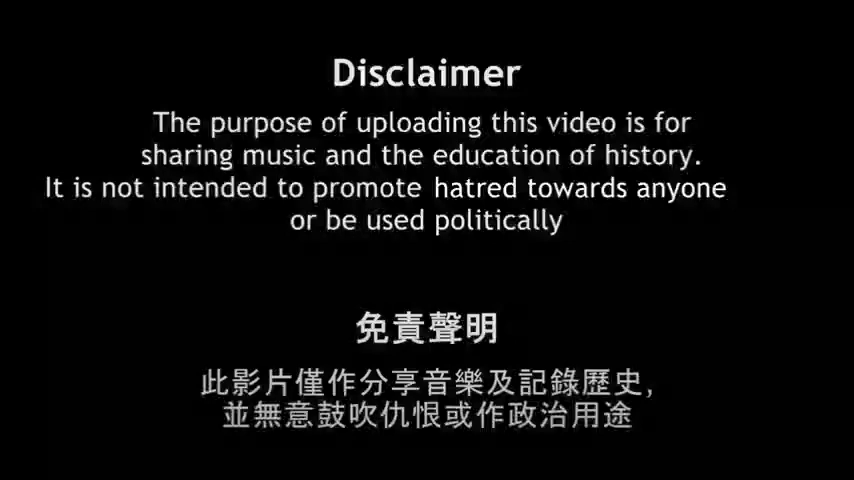 Disclaimer
The purpose of uploading this video is for
sharing music and the education of history.
It is not intended to promote hatred towards anyone
or be used politically
免責聲明
此影片僅作分享音樂及記錄歷史,
並無意鼓吹仇恨或作政治用途